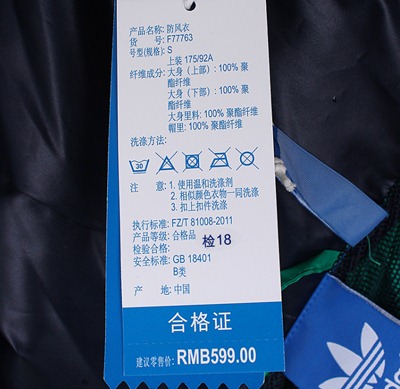 产品名称: 防风衣
货 号: F77763
号型(规格): S
上装 175/92A
纤维成分: 大身（上部）: 100% 聚
酯纤维
大身（下部）: 100% 聚
酯纤维
大身里料: 100% 聚酯纤维
帽里: 100% 聚酯纤维
洗涤方法:
30
注 意: 1. 使用温和洗涤剂
2. 相似颜色衣物一同洗涤
3. 扣上扣件洗涤
执行标准: FZ/T 81008-2011
产品等级: 合格品
检验合格: 检18
安全标准: GB 18401
B类
产 地: 中国
合格证
建议零售价: RMB599.00